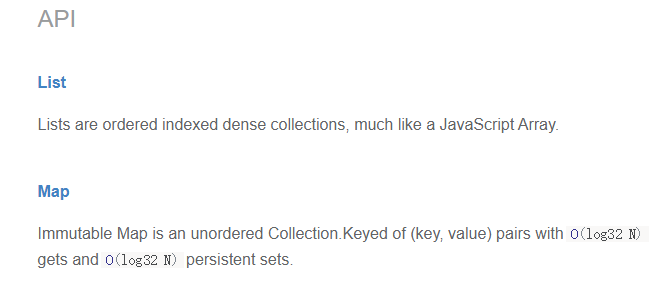 API
List
Lists are ordered indexed dense collections, much like a JavaScript Array.
Map
Immutable Map is an unordered Collection.Keyed of (key, value) pairs with O(log32 N)
gets and O(log32 N) persistent sets.